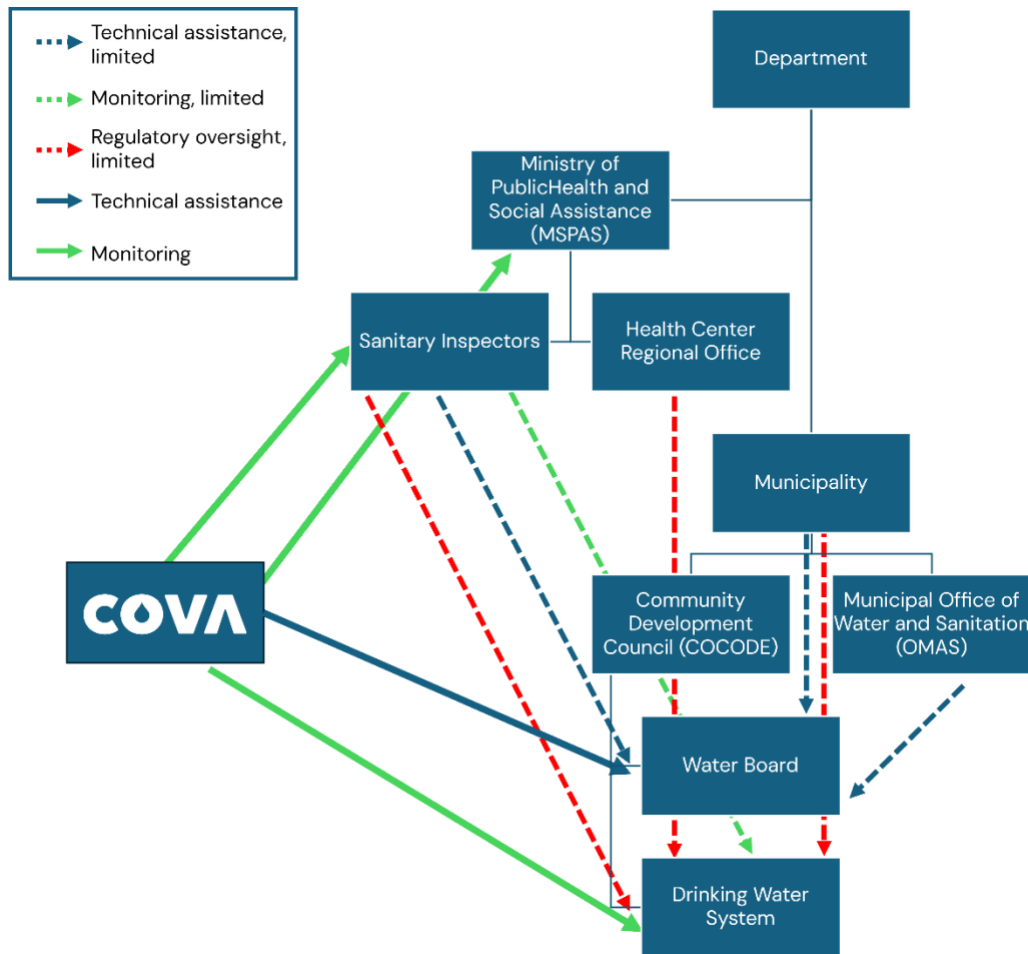 Technical assistance,
limited
Monitoring, limited
Regulatory oversight,
limited
Technical assistance
Monitoring
Department
Ministry of
PublicHealth and
Social Assistance
(MSPAS)
Sanitary Inspectors
Health Center
Regional Office
Municipality
COVA
Community
Development
Council (COCODE)
Municipal Office of
Water and Sanitation
(OMAS)
Water Board
Drinking Water
System